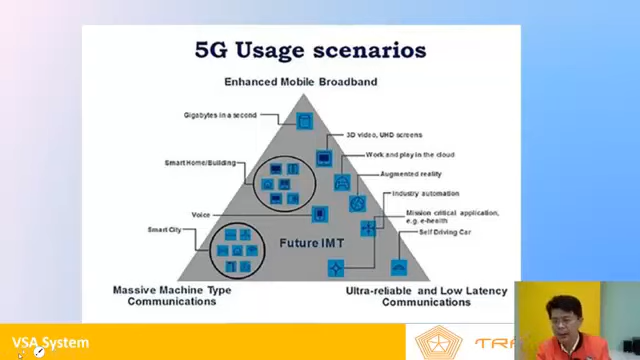 5G Usage scenarios
Enhanced Mobile Broadband
Gigabytes in a second
3D video, UHD screens
Smart Home/Building
Work and play in the cloud
Augmented reality
Industry automation
Voice
Mission critical application,
e.g. e-health
Smart City
Self Driving Car
Future IMT
Massive Machine Type
Communications
Ultra-reliable and Low Latency
Communications
VSA System